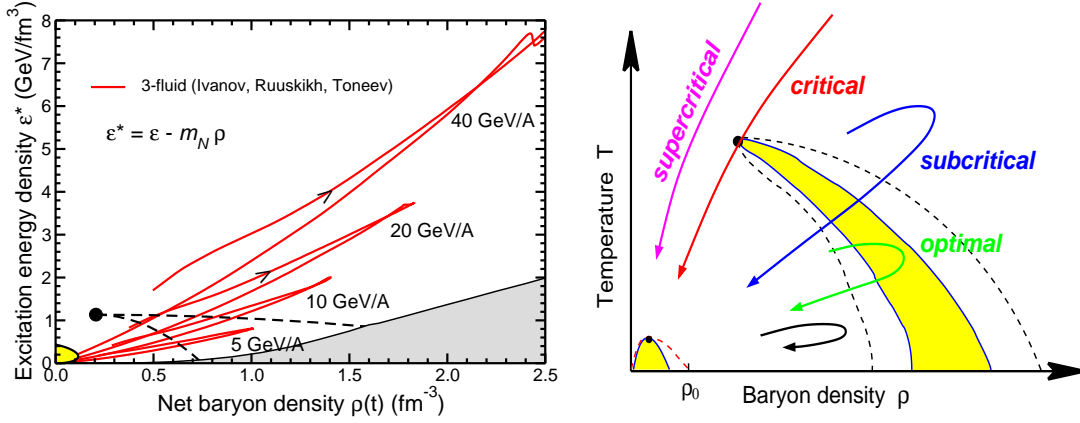 Excitation energy density ε* (GeV/fm³)
8
7
6
5
4
3
2
1
0
3-fluid (Ivanov, Ruuskikh, Toneev)
ε* = ε - m_N ρ
40 GeV/A
20 GeV/A
10 GeV/A
5 GeV/A
0.0 0.5 1.0 1.5 2.0 2.5
Net baryon density ρ(t) (fm⁻³)
Temperature T
supercritical
critical
subcritical
optimal
ρ₀
Baryon density ρ